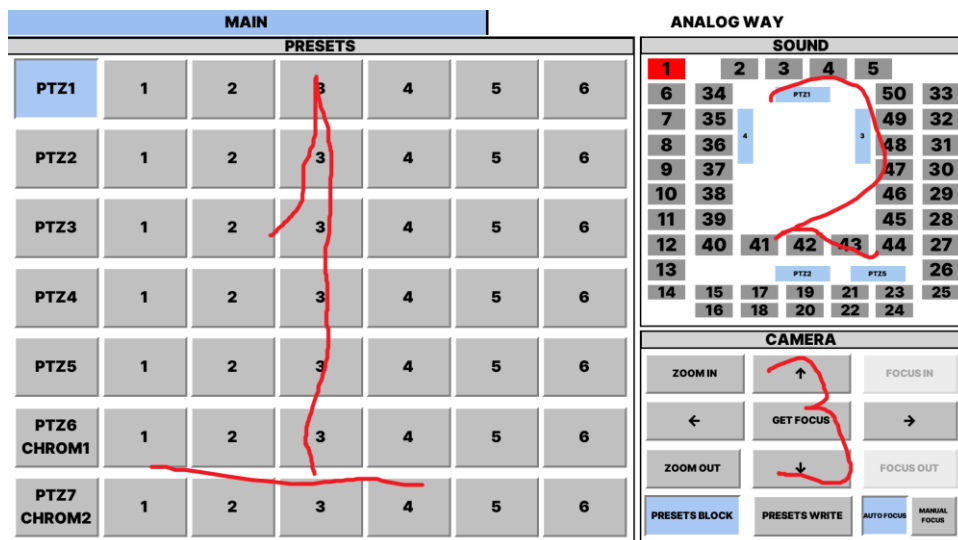 MAIN ANALOG WAY
PRESETS
PTZ1 1 2 3 4 5 6
PTZ2 1 2 3 4 5 6
PTZ3 1 2 3 4 5 6
PTZ4 1 2 3 4 5 6
PTZ5 1 2 3 4 5 6
PTZ6 CHROM1 1 2 3 4 5 6
PTZ7 CHROM2 1 2 3 4 5 6
SOUND
1 2 3 4 5
6 34 PTZ1 50 33
7 35 49 32
4 3
8 36 48 31
9 37 47 30
10 38 46 29
11 39 45 28
12 40 41 42 43 44 27
13 PTZ2 PTZ5 26
14 15 17 19 21 23 25
16 18 20 22 24
CAMERA
ZOOM IN ↑ FOCUS IN
← GET FOCUS →
ZOOM OUT ↓ FOCUS OUT
PRESETS BLOCK PRESETS WRITE AUTO FOCUS MANUAL FOCUS
1
2
3